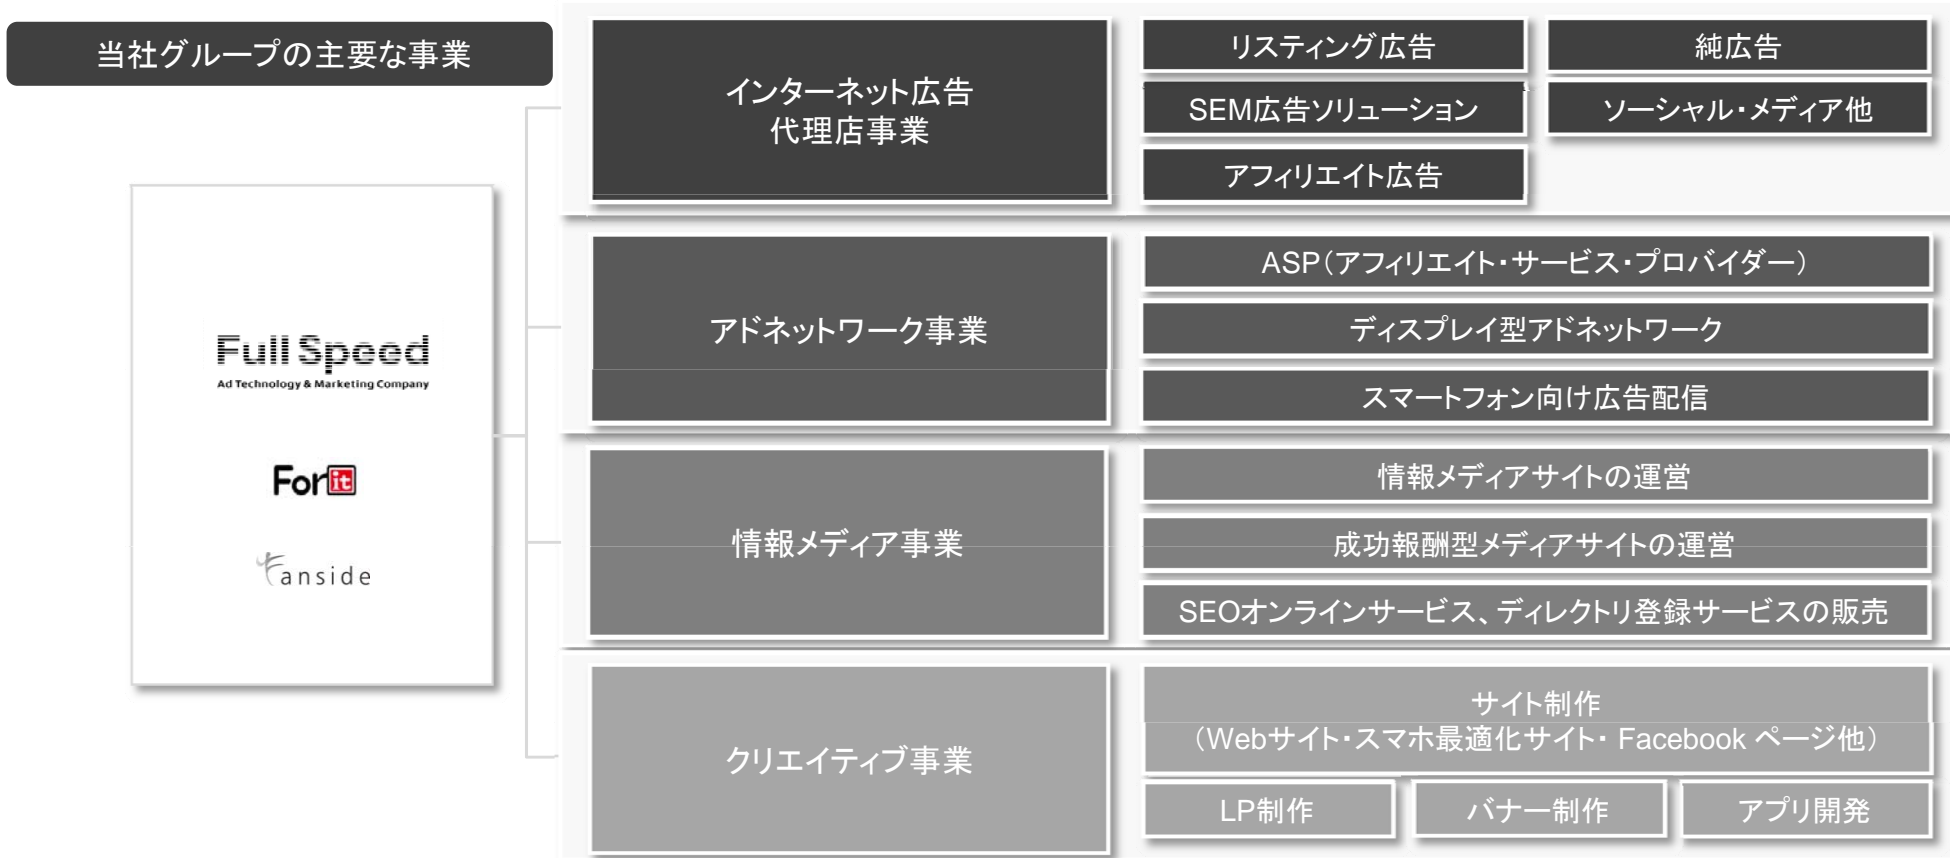 当社グループの主要な事業
Full Speed
Ad Technology & Marketing Company
Forit
Fanside
インターネット広告
代理店事業
リスティング広告
純広告
SEM広告ソリューション
ソーシャル・メディア他
アフィリエイト広告
アドネットワーク事業
ASP（アフィリエイト・サービス・プロバイダー）
ディスプレイ型アドネットワーク
スマートフォン向け広告配信
情報メディア事業
情報メディアサイトの運営
成功報酬型メディアサイトの運営
SEOオンラインサービス、ディレクトリ登録サービスの販売
クリエイティブ事業
サイト制作
（Webサイト・スマホ最適化サイト・ Facebook ページ他）
LP制作
バナー制作
アプリ開発